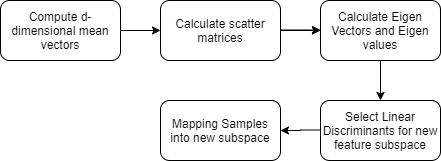 Compute d-
dimensional mean
vectors
Calculate scatter
matrices
Calculate Eigen
Vectors and Eigen
values
Select Linear
Discriminants for new
feature subspace
Mapping Samples
into new subspace